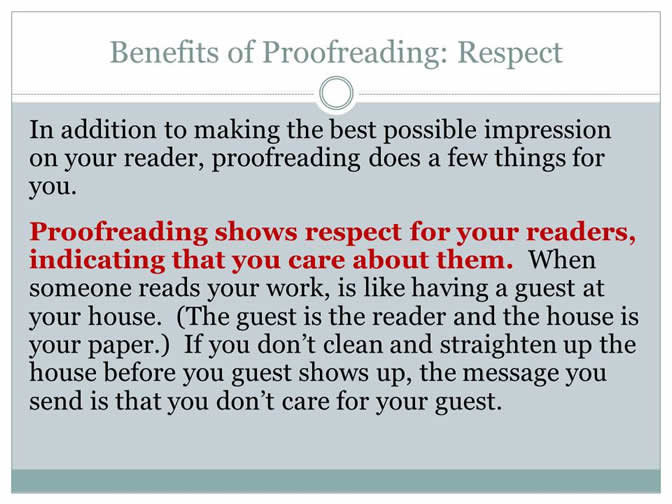 Benefits of Proofreading: Respect
In addition to making the best possible impression
on your reader, proofreading does a few things for
you.
Proofreading shows respect for your readers,
indicating that you care about them.  When
someone reads your work, is like having a guest at
your house.  (The guest is the reader and the house is
your paper.)  If you don’t clean and straighten up the
house before you guest shows up, the message you
send is that you don’t care for your guest.